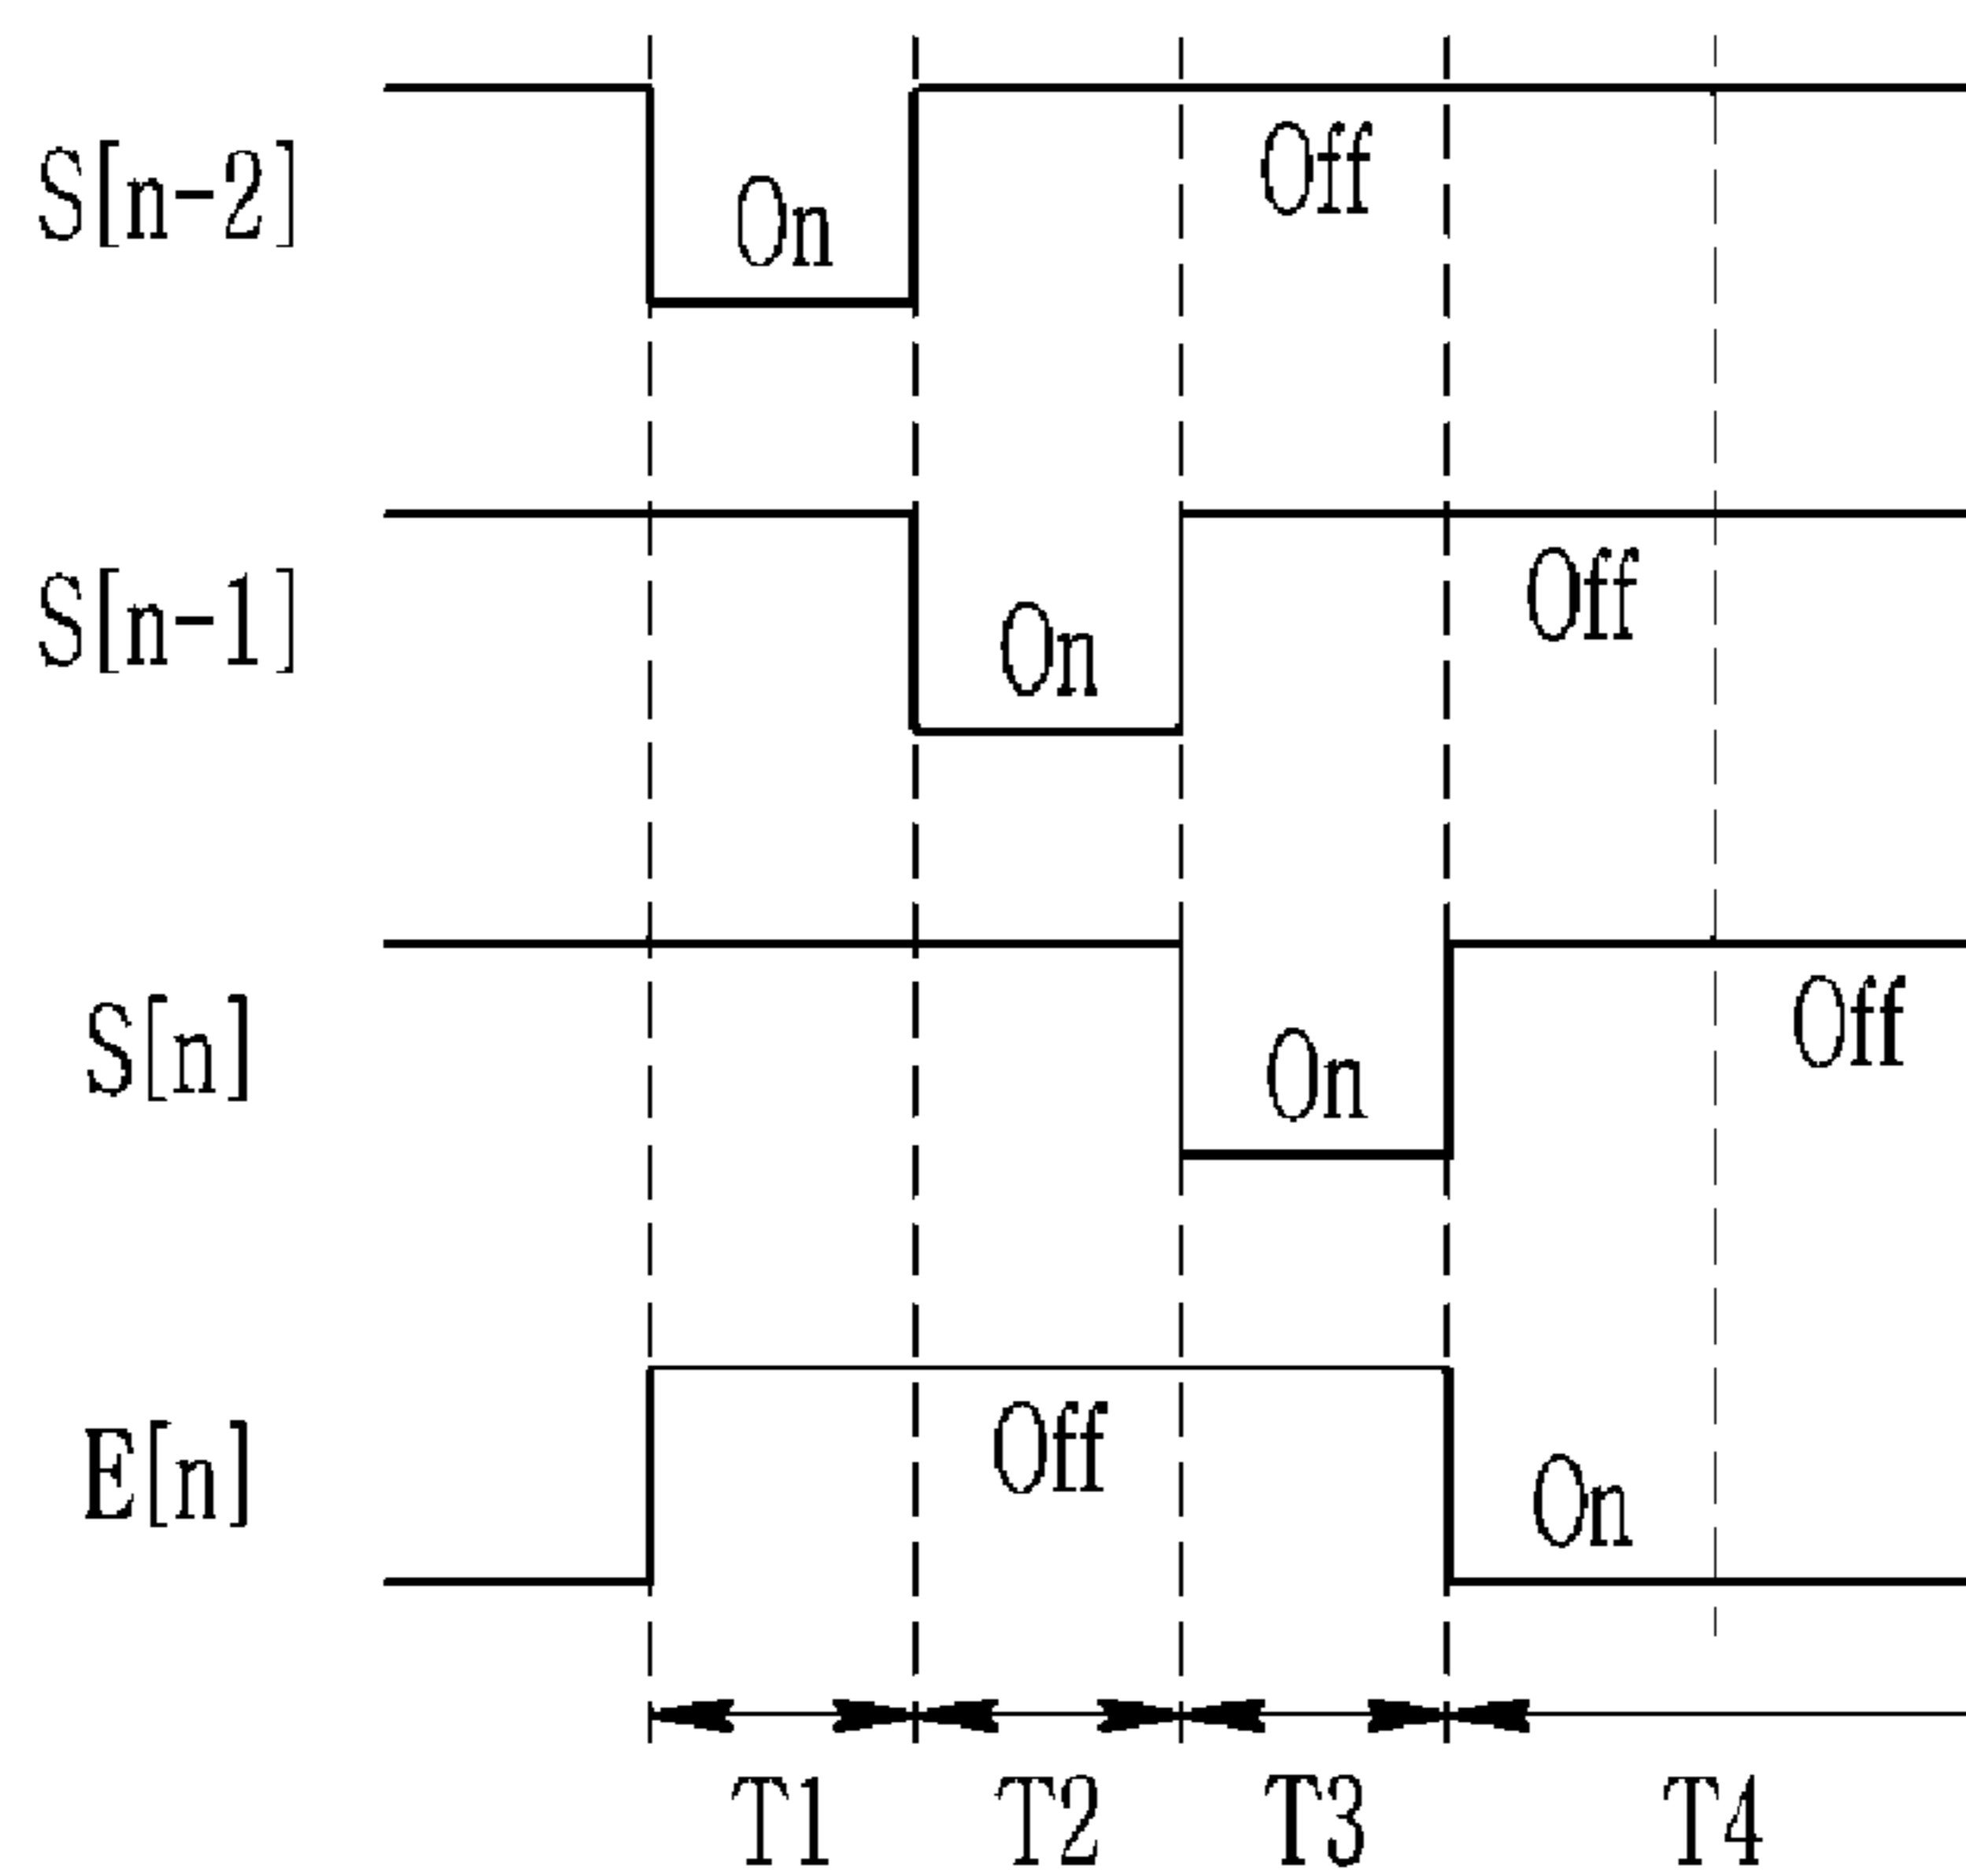 Off
S[n-2]
On
Off
S[n-1]
On
Off
S[n]
On
Off
E[n]
On
T1 T2 T3 T4